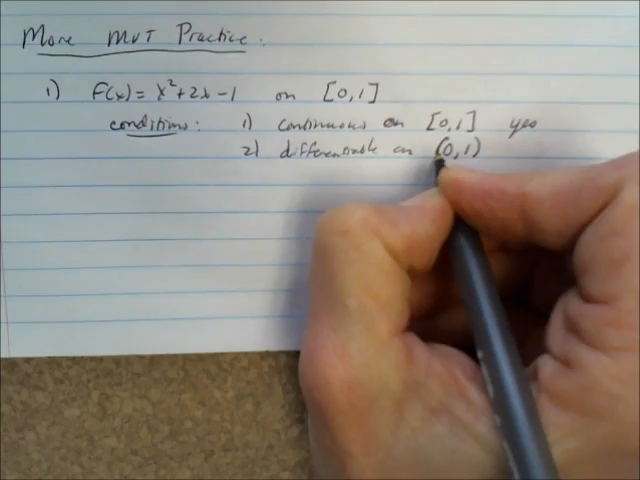 More MVT Practice:
1) F(x) = x²+2x-1 on [0,1]
conditions: 1) continuous on [0,1] yes
2) differentiable on (0,1)